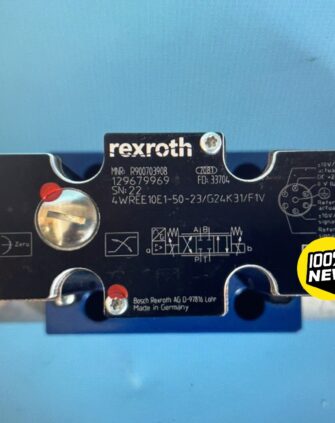 rexroth
MNR: R900703908
129679969
SN: 22
FD: 33704
4WREE10E1-50-23/G24K31/F1V
Zero
A B
a
b
P T
Bosch Rexroth AG D-97816 Lohr
Made in Germany
100%
NEW